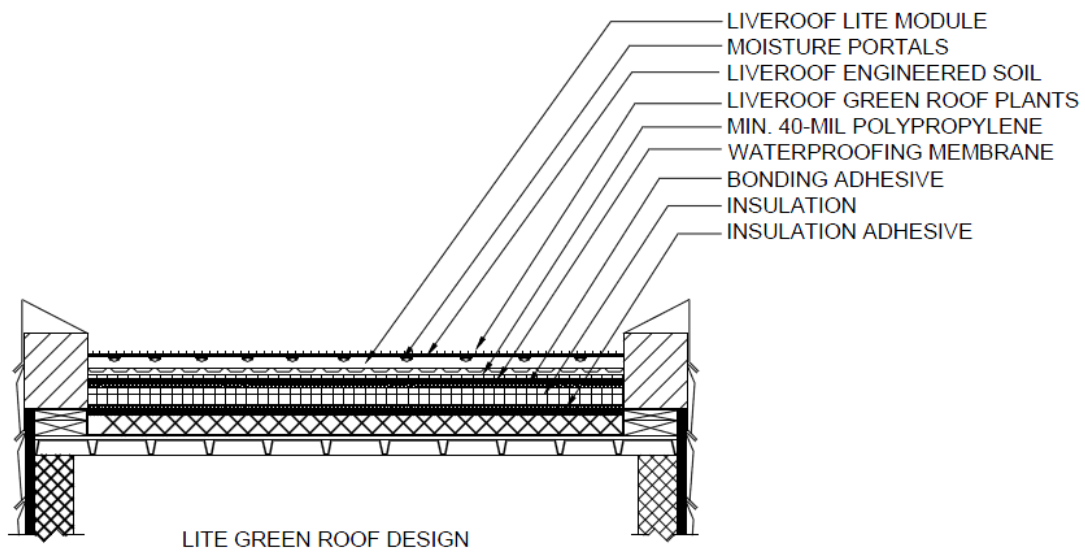 LIVEROOF LITE MODULE
MOISTURE PORTALS
LIVEROOF ENGINEERED SOIL
LIVEROOF GREEN ROOF PLANTS
MIN. 40-MIL POLYPROPYLENE
WATERPROOFING MEMBRANE
BONDING ADHESIVE
INSULATION
INSULATION ADHESIVE
LITE GREEN ROOF DESIGN